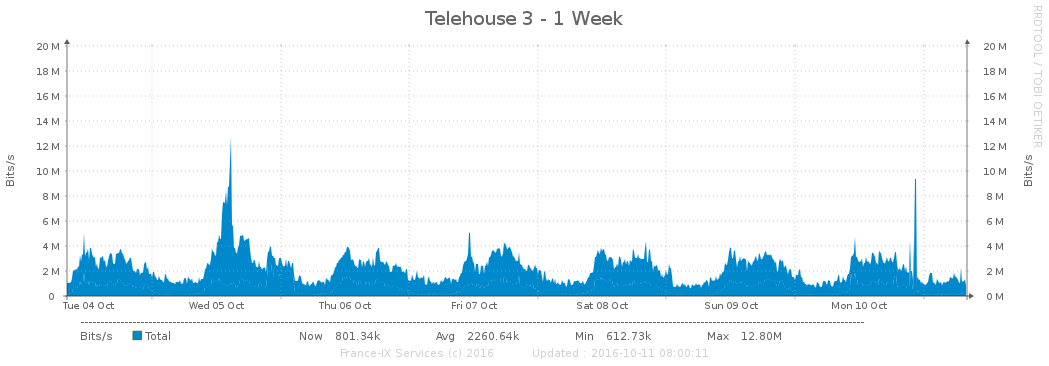 Telehouse 3 - 1 Week
RRDTOOL / TOBI OETIKER
Bits/s
Bits/s
20 M 20 M
18 M 18 M
16 M 16 M
14 M 14 M
12 M 12 M
10 M 10 M
8 M 8 M
6 M 6 M
4 M 4 M
2 M 2 M
0 0 M
Tue 04 Oct Wed 05 Oct Thu 06 Oct Fri 07 Oct Sat 08 Oct Sun 09 Oct Mon 10 Oct
Bits/s Total Now 801.34k Avg 2260.64k Min 612.73k Max 12.80M
France-IX Services (c) 2016 Updated : 2016-10-11 08:00:11